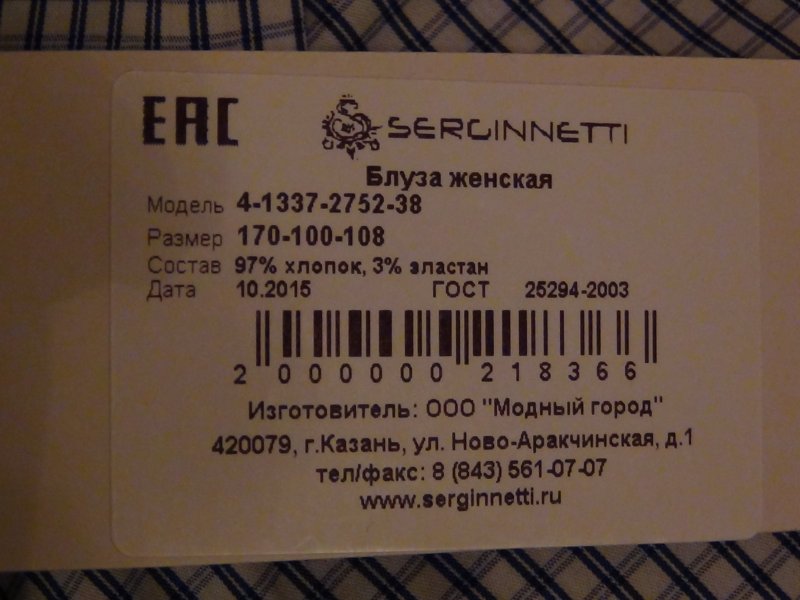 EAC SERGINNETTI
Блуза женская
Модель 4-1337-2752-38
Размер 170-100-108
Состав 97% хлопок, 3% эластан
Дата 10.2015 ГОСТ 25294-2003
2 000000 218366
Изготовитель: ООО "Модный город"
420079, г.Казань, ул. Ново-Аракчинская, д.1
тел/факс: 8 (843) 561-07-07
www.serginnetti.ru